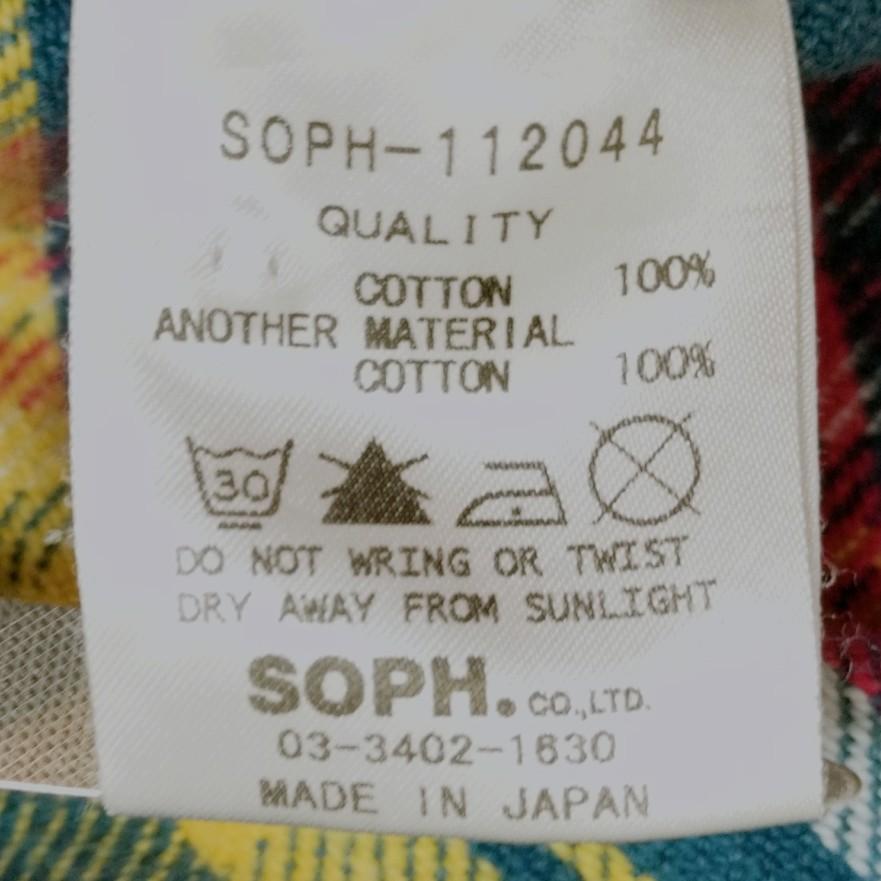 SOPH-112044
QUALITY
COTTON 100%
ANOTHER MATERIAL
COTTON 100%
30
DO NOT WRING OR TWIST
DRY AWAY FROM SUNLIGHT
SOPH. CO.,LTD.
03-3402-1630
MADE IN JAPAN